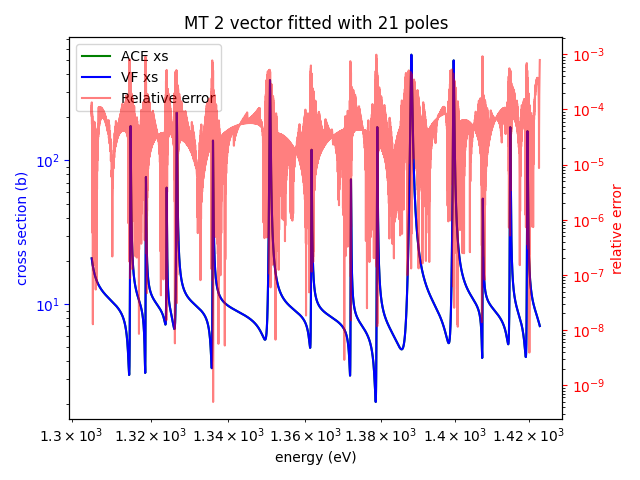 MT 2 vector fitted with 21 poles
ACE xs
VF xs
Relative error
cross section (b)
10²
10¹
10⁻³
10⁻⁴
10⁻⁵
10⁻⁶
10⁻⁷
10⁻⁸
10⁻⁹
relative error
1.3 × 10³ 1.32 × 10³ 1.34 × 10³ 1.36 × 10³ 1.38 × 10³ 1.4 × 10³ 1.42 × 10³
energy (eV)